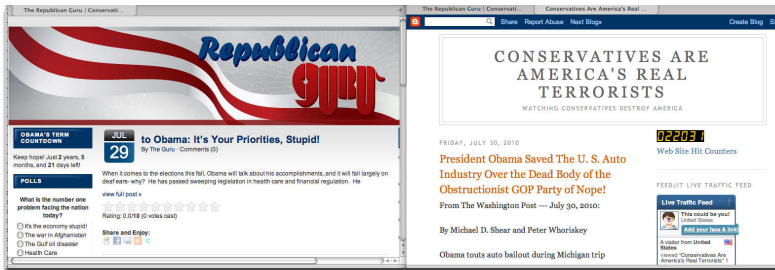 The Republican Guru | Conservati...
Republican
GURU
OBAMA'S TERM
COUNTDOWN
Keep hope! Just 2 years, 5
months, and 21 days left!
POLLS
What is the number one
problem facing the nation
today?
It's the economy stupid!
The war in Afghanistan
The Gulf oil disaster
Health Care
JUL
29
to Obama: It's Your Priorities, Stupid!
By The Guru · Comments (0)
When it comes to the elections this fall, Obama will talk about his accomplishments, and it will fall largely on
deaf ears- why? He has passed sweeping legislation in health care and financial regulation. He
view full post »
Rating: 0.0/10 (0 votes cast)
Share and Enjoy:
The Republican Guru | Conservati...
Conservatives Are America's Real ...
Share Report Abuse Next Blog»
Create Blog
CONSERVATIVES ARE
AMERICA'S REAL
TERRORISTS
WATCHING CONSERVATIVES DESTROY
AMERICA
FRIDAY, JULY 30, 2010
President Obama Saved The U. S. Auto
Industry Over the Dead Body of the
Obstructionist GOP Party of Nope!
From The Washington Post --- July 30, 2010:
By Michael D. Shear and Peter Whoriskey
Obama touts auto bailout during Michigan trip
022031
Web Site Hit Counters
FEEDJIT LIVE TRAFFIC FEED
Live Traffic Feed
This could be you!
United States
Add your face & link!
A visitor from United
States
viewed "Conservatives Are
America's Real Terrorists" 1